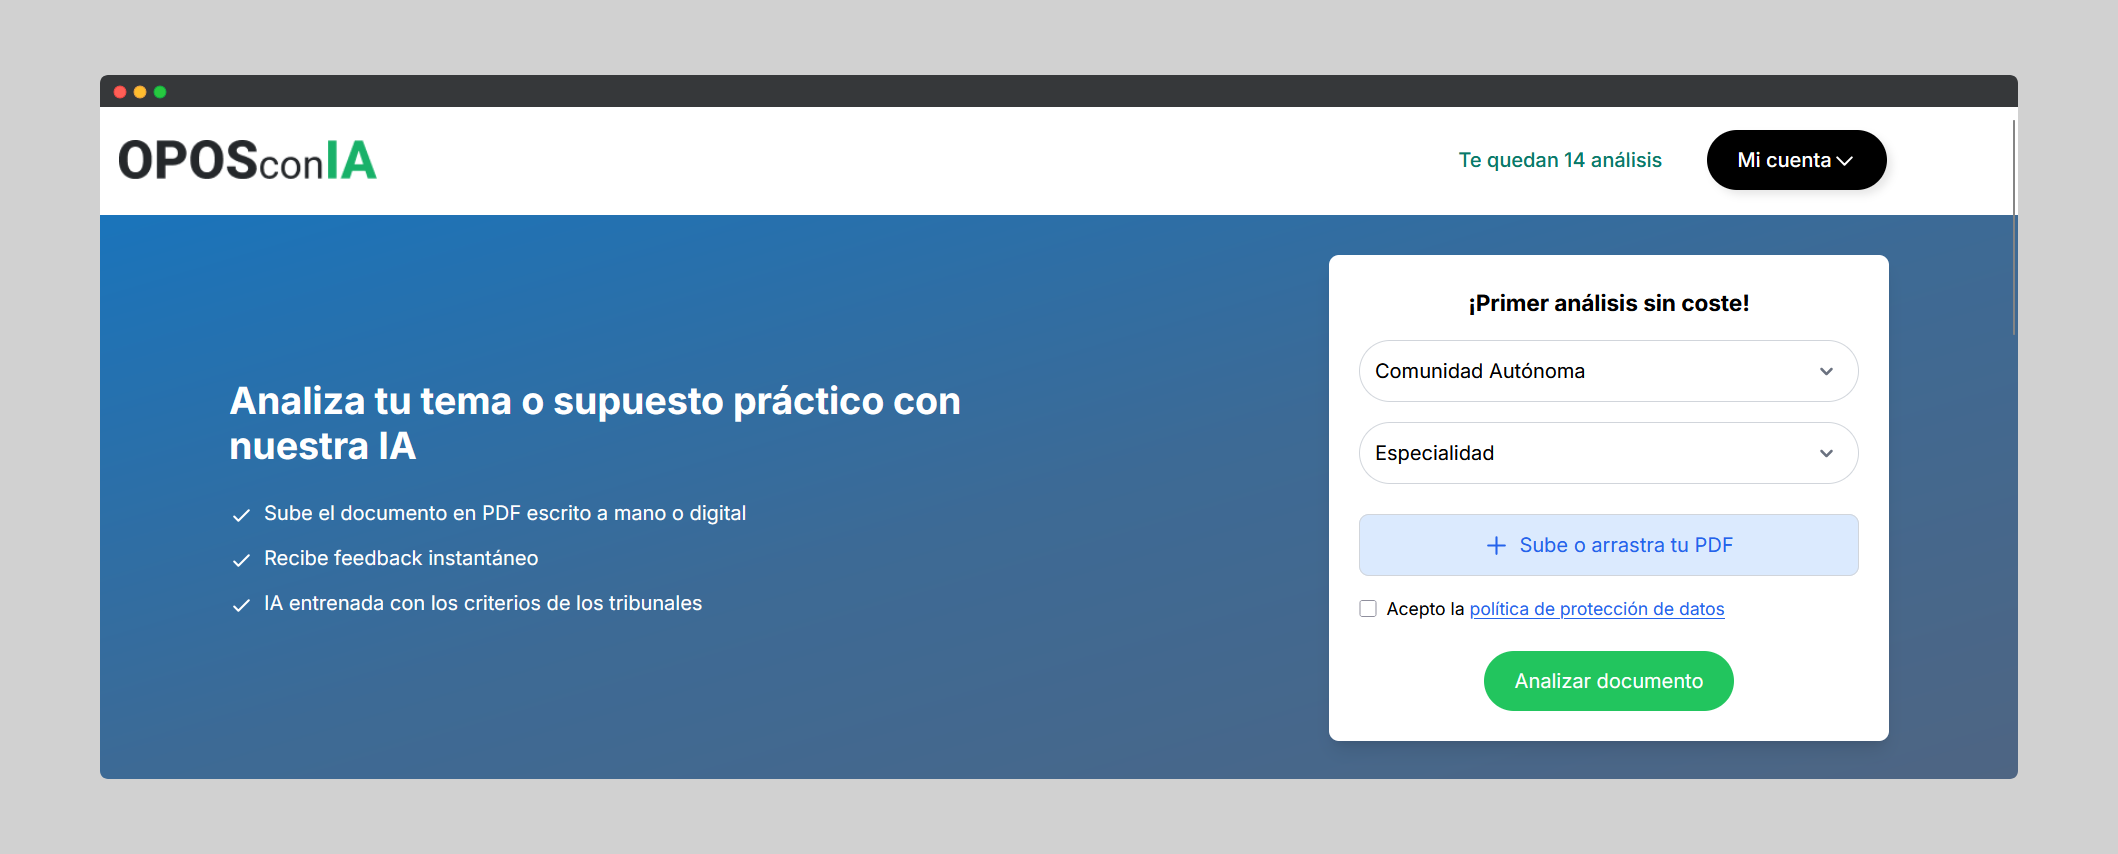 OPOSconIA
Te quedan 14 análisis
Mi cuenta
Analiza tu tema o supuesto práctico con
nuestra IA
Sube el documento en PDF escrito a mano o digital
Recibe feedback instantáneo
IA entrenada con los criterios de los tribunales
¡Primer análisis sin coste!
Comunidad Autónoma
Especialidad
Sube o arrastra tu PDF
Acepto la política de protección de datos
Analizar documento